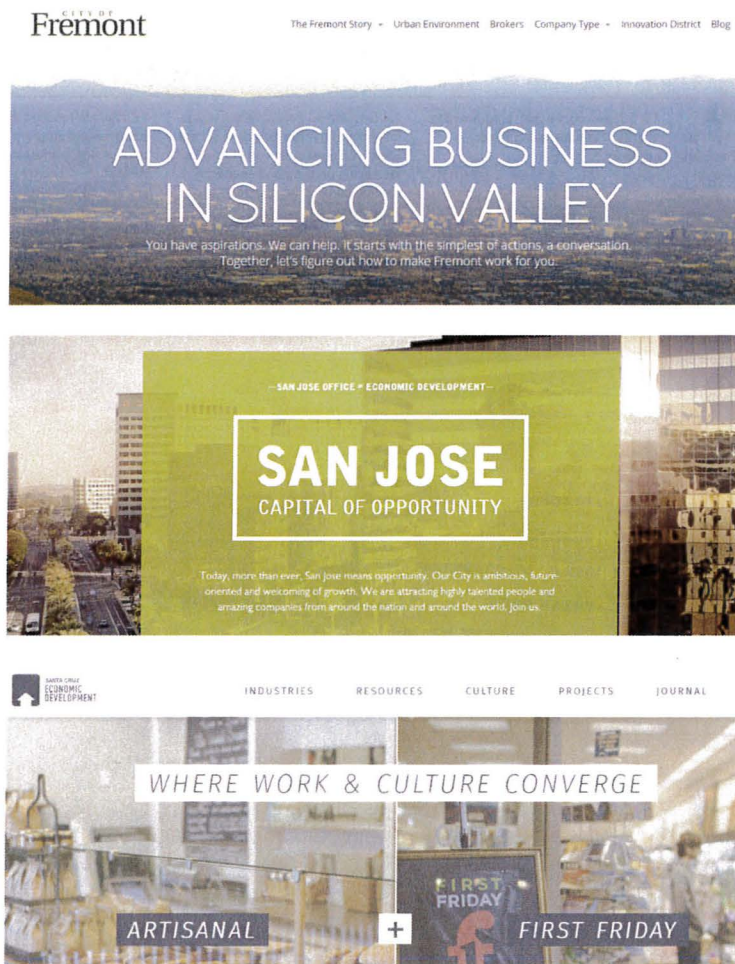 CITY OF
Fremont
The Fremont Story Urban Environment Brokers Company Type Innovation District Blog
ADVANCING BUSINESS
IN SILICON VALLEY
You have aspirations. We can help. It starts with the simplest of actions, a conversation.
Together, let's figure out how to make Fremont work for you.
—SAN JOSE OFFICE of ECONOMIC DEVELOPMENT—
SAN JOSE
CAPITAL OF OPPORTUNITY
Today, more than ever, San Jose means opportunity. Our City is ambitious, future-
oriented and welcoming of growth. We are attracting highly talented people and
amazing companies from around the nation and around the world. Join us.
SANTA CRUZ
ECONOMIC
DEVELOPMENT
INDUSTRIES RESOURCES CULTURE PROJECTS JOURNAL
WHERE WORK & CULTURE CONVERGE
FIRST
FRIDAY
ff
ARTISANAL + FIRST FRIDAY